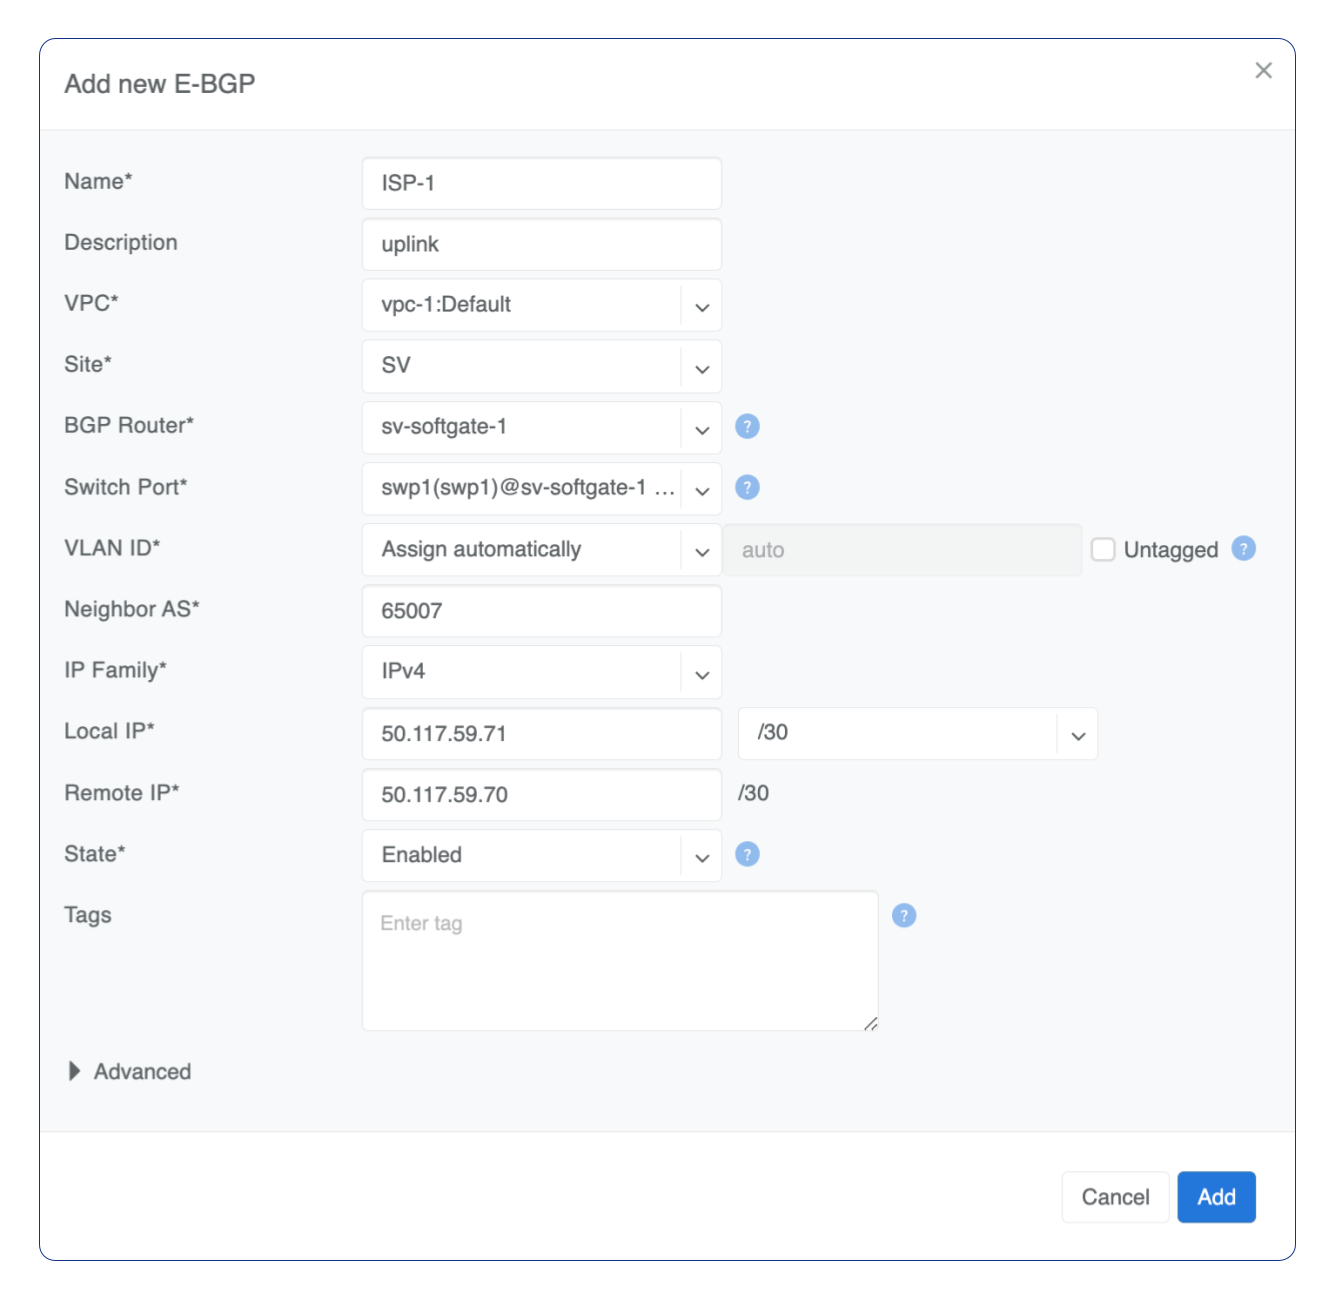 Add new E-BGP
Name* ISP-1
Description uplink
VPC* vpc-1:Default
Site* SV
BGP Router* sv-softgate-1 ?
Switch Port* swp1(swp1)@sv-softgate-1 ... ?
VLAN ID* Assign automatically auto Untagged ?
Neighbor AS* 65007
IP Family* IPv4
Local IP* 50.117.59.71 /30
Remote IP* 50.117.59.70 /30
State* Enabled ?
Tags Enter tag ?
Advanced
Cancel Add